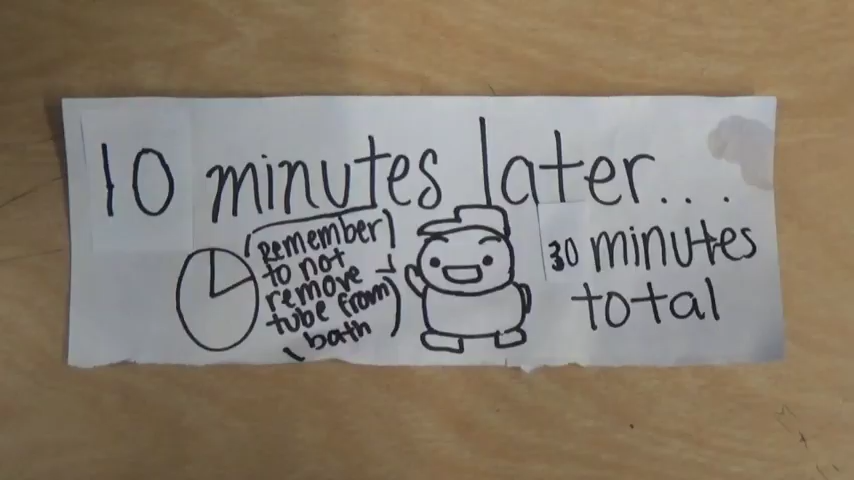 10 minutes later...
(Remember)
to not
remove
tube from)
(bath
30 minutes
total